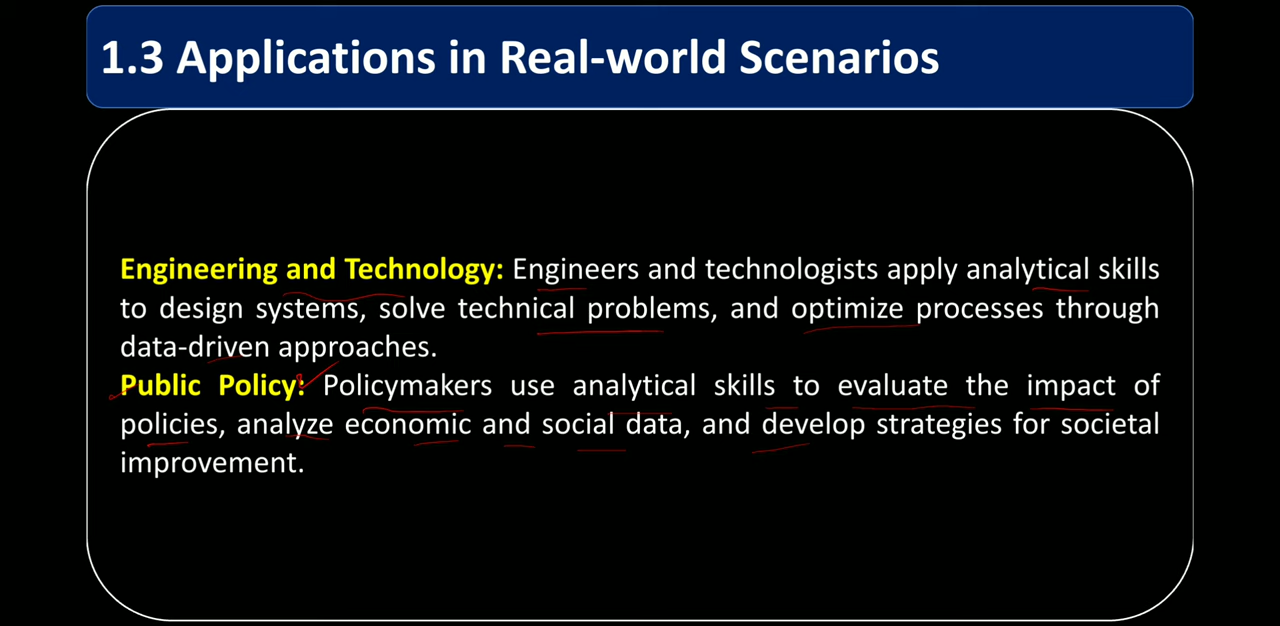 1.3 Applications in Real-world Scenarios
Engineering and Technology: Engineers and technologists apply analytical skills
to design systems, solve technical problems, and optimize processes through
data-driven approaches.
Public Policy: Policymakers use analytical skills to evaluate the impact of
policies, analyze economic and social data, and develop strategies for societal
improvement.